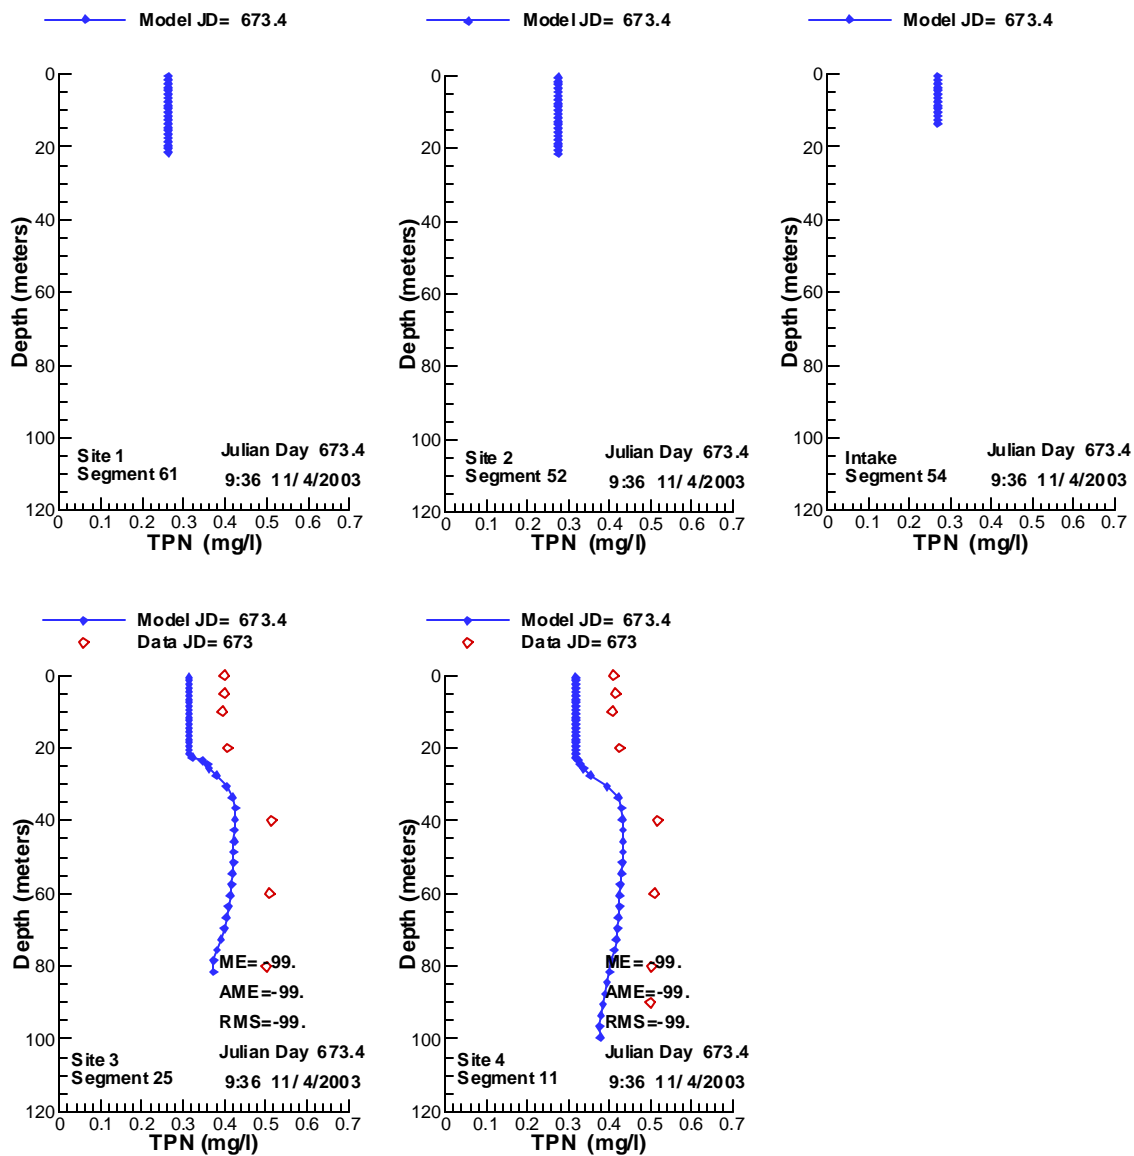 Model JD= 673.4
0
20
40
60
80
100
120
Depth (meters)
Site 1
Segment 61
Julian Day 673.4
9:36 11/ 4/2003
0 0.1 0.2 0.3 0.4 0.5 0.6 0.7
TPN (mg/l)
Model JD= 673.4
0
20
40
60
80
100
120
Depth (meters)
Site 2
Segment 52
Julian Day 673.4
9:36 11/ 4/2003
0 0.1 0.2 0.3 0.4 0.5 0.6 0.7
TPN (mg/l)
Model JD= 673.4
0
20
40
60
80
100
120
Depth (meters)
Intake
Segment 54
Julian Day 673.4
9:36 11/ 4/2003
0 0.1 0.2 0.3 0.4 0.5 0.6 0.7
TPN (mg/l)
Model JD= 673.4
Data JD= 673
0
20
40
60
80
100
120
Depth (meters)
ME= -99.
AME=-99.
RMS=-99.
Site 3
Segment 25
Julian Day 673.4
9:36 11/ 4/2003
0 0.1 0.2 0.3 0.4 0.5 0.6 0.7
TPN (mg/l)
Model JD= 673.4
Data JD= 673
0
20
40
60
80
100
120
Depth (meters)
ME= -99.
AME=-99.
RMS=-99.
Site 4
Segment 11
Julian Day 673.4
9:36 11/ 4/2003
0 0.1 0.2 0.3 0.4 0.5 0.6 0.7
TPN (mg/l)